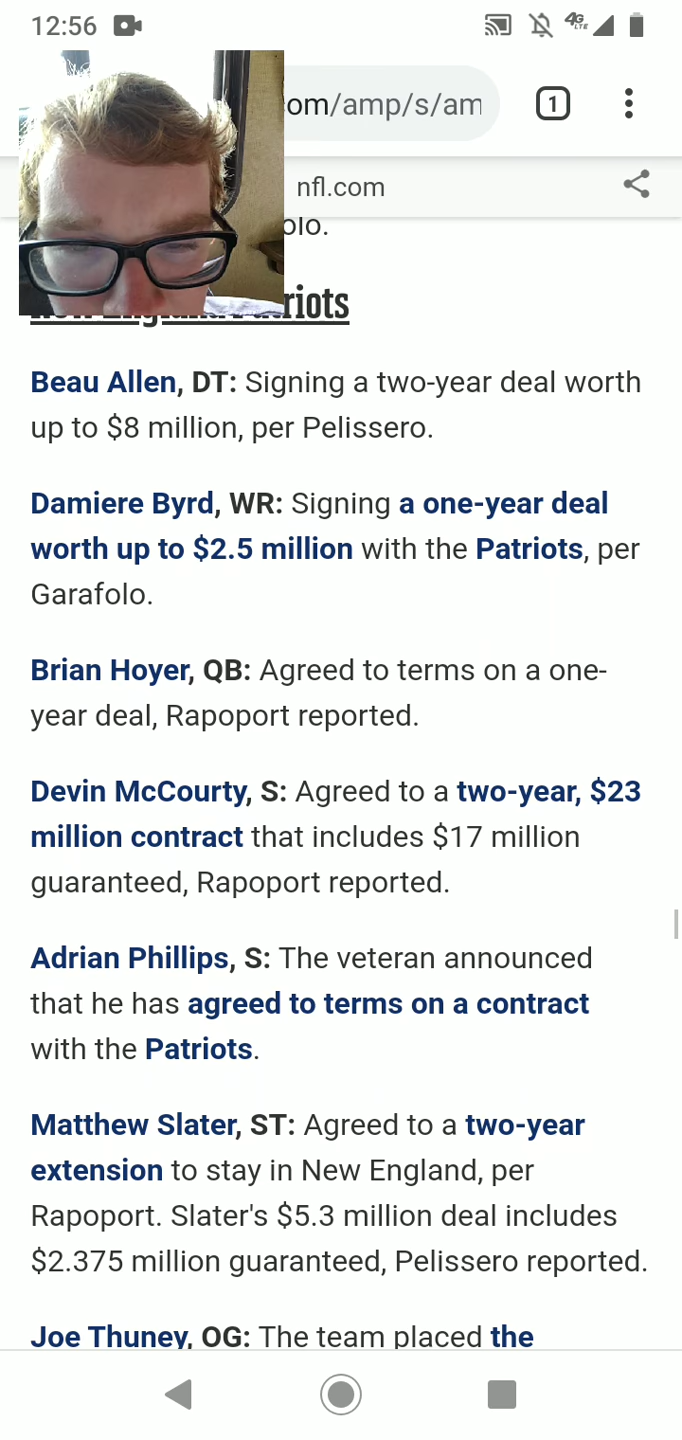 12:56
4G LTE
om/amp/s/am
1
nfl.com
olo.
riots
Beau Allen, DT: Signing a two-year deal worth
up to $8 million, per Pelissero.
Damiere Byrd, WR: Signing a one-year deal
worth up to $2.5 million with the Patriots, per
Garafolo.
Brian Hoyer, QB: Agreed to terms on a one-
year deal, Rapoport reported.
Devin McCourty, S: Agreed to a two-year, $23
million contract that includes $17 million
guaranteed, Rapoport reported.
Adrian Phillips, S: The veteran announced
that he has agreed to terms on a contract
with the Patriots.
Matthew Slater, ST: Agreed to a two-year
extension to stay in New England, per
Rapoport. Slater's $5.3 million deal includes
$2.375 million guaranteed, Pelissero reported.
Joe Thuney, OG: The team placed the